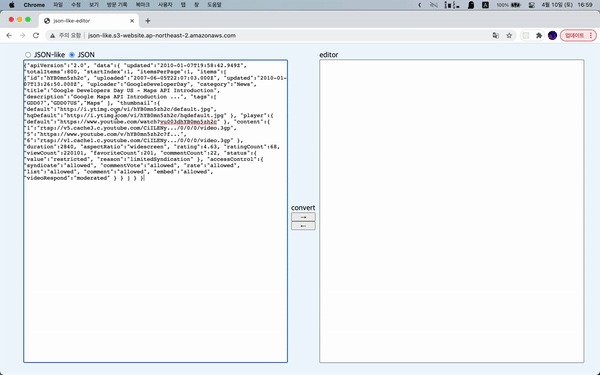 Chrome 파일 수정 보기 방문 기록 북마크 사용자 탭 창 도움말 100% A 4월 10일 (토) 16:59
json-like-editor
주의 요함 json-like.s3-website.ap-northeast-2.amazonaws.com 업데이트
JSON-like JSON editor
{"apiVersion":"2.0", "data":{ "updated":"2010-01-07T19:58:42.949Z",
"totalItems":800, "startIndex":1, "itemsPerPage":1, "items":[
{"id":"hYB0mn5zh2c", "uploaded":"2007-06-05T22:07:03.000Z", "updated":"2010-01-
07T13:26:50.000Z", "uploader":"GoogleDeveloperDay", "category":"News",
"title":"Google Developers Day US - Maps API Introduction",
"description":"Google Maps API Introduction ...", "tags":[
"GDD07","GDD07US","Maps" ], "thumbnail":{
"default":"http://i.ytimg.com/vi/hYB0mn5zh2c/default.jpg",
"hqDefault":"http://i.ytimg.com/vi/hYB0mn5zh2c/hqdefault.jpg" }, "player":{
"default":"https://www.youtube.com/watch?vu003dhYB0mn5zh2c" }, "content":{
"1":"rtsp://v5.cache3.c.youtube.com/CiILENy.../0/0/0/video.3gp",
"5":"https://www.youtube.com/v/hYB0mn5zh2c?f...",
"6":"rtsp://v1.cache1.c.youtube.com/CiILENy.../0/0/0/video.3gp" },
"duration":2840, "aspectRatio":"widescreen", "rating":4.63, "ratingCount":68,
"viewCount":220101, "favoriteCount":201, "commentCount":22, "status":{
"value":"restricted", "reason":"limitedSyndication" }, "accessControl":{
"syndicate":"allowed", "commentVote":"allowed", "rate":"allowed",
"list":"allowed", "comment":"allowed", "embed":"allowed",
"videoRespond":"moderated" } } ] } }
convert
→
←